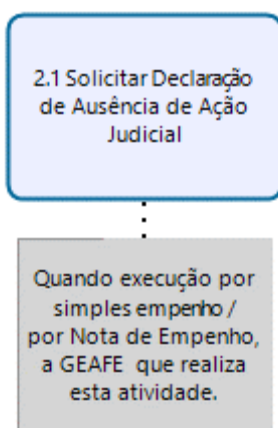 2.1 Solicitar Declaração
de Ausência de Ação
Judicial
Quando execução por
simples empenho /
por Nota de Empenho,
a GEAFE que realiza
esta atividade.